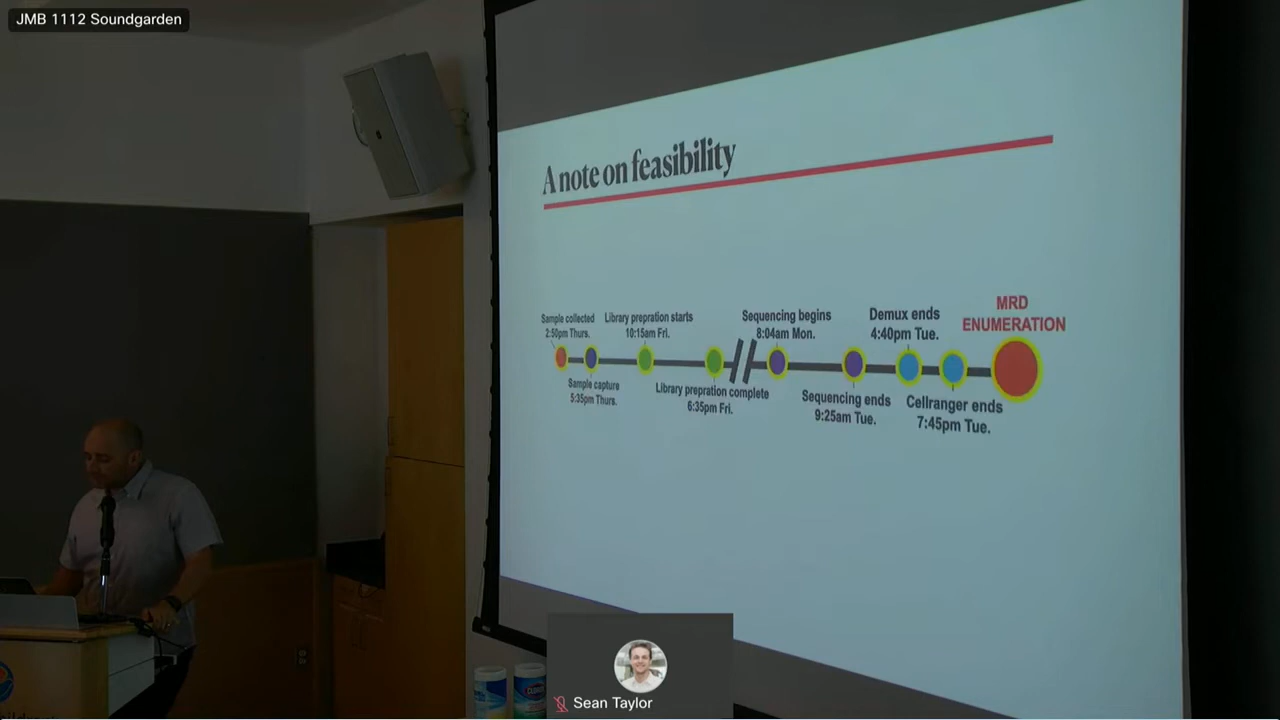 JMB 1112 Soundgarden
A note on feasibility
Sample collected
2:50pm Thurs.
Library prepration starts
10:15am Fri.
Sequencing begins
8:04am Mon.
Demux ends
4:40pm Tue.
MRD
ENUMERATION
Sample capture
5:35pm Thurs.
Library prepration complete
6:35pm Fri.
Sequencing ends
9:25am Tue.
Cellranger ends
7:45pm Tue.
Sean Taylor